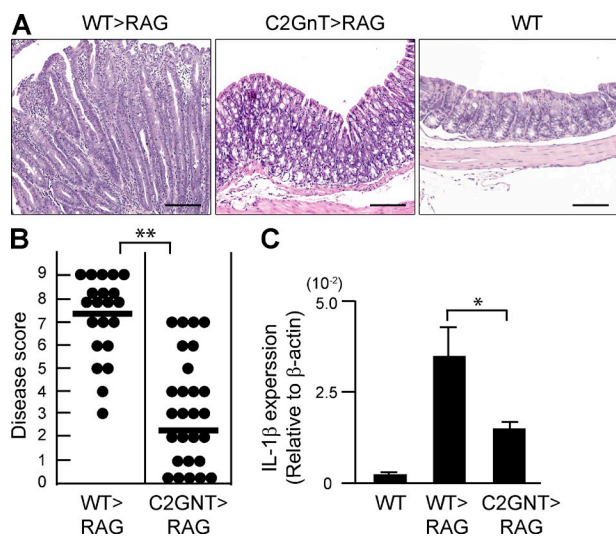 A
WT>RAG
C2GnT>RAG
WT
B
**
9
8
7
6
5
4
3
2
1
0
Disease score
WT>
RAG
C2GNT>
RAG
C
(10-2)
5.0
*
2.5
0
IL-1β experssion
(Relative to β-actin)
WT
WT>
RAG
C2GNT>
RAG